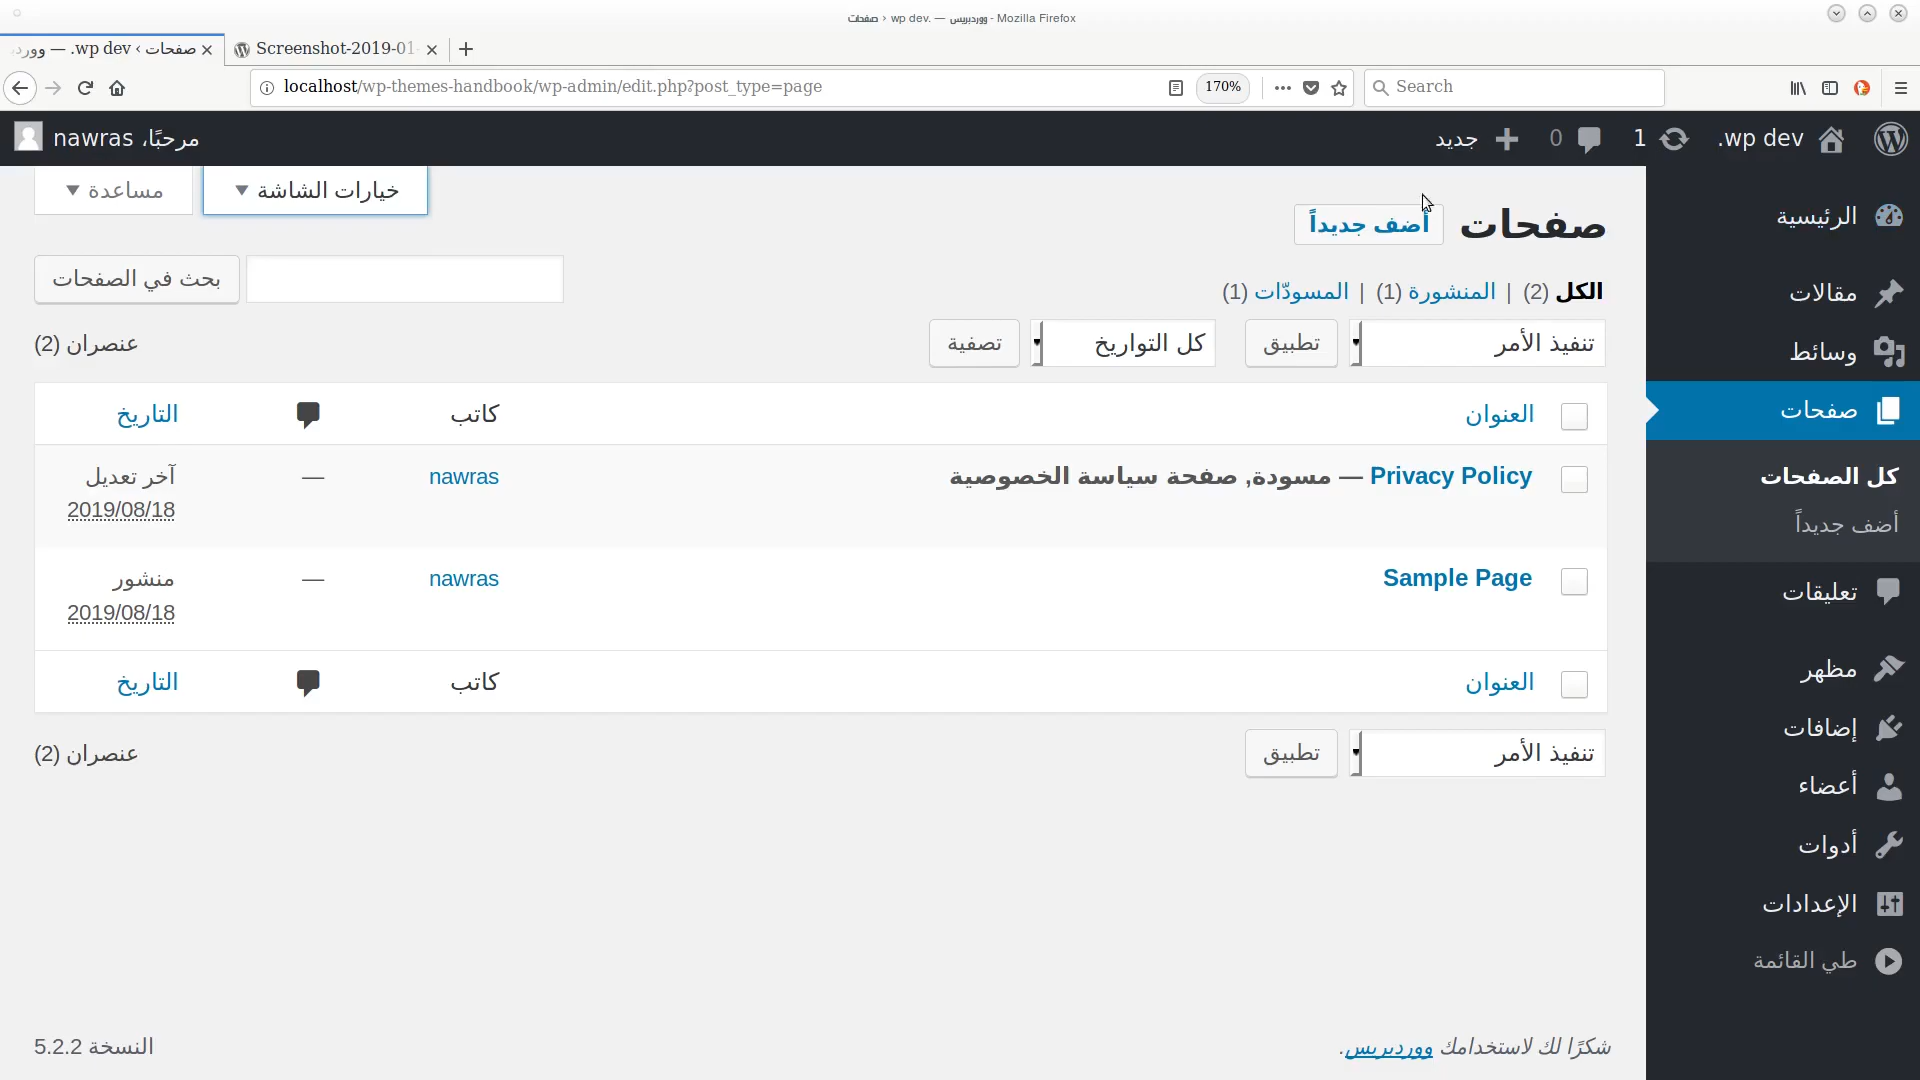 صفحات ‹ wp dev. — ووردبريس - Mozilla Firefox
صفحات ‹ wp dev. — وورد
Screenshot-2019-01-
localhost/wp-themes-handbook/wp-admin/edit.php?post_type=page
170%
Search
wp dev.
1
0
جديد
مرحبًا، nawras
خيارات الشاشة
مساعدة
الرئيسية
مقالات
وسائط
صفحات
كل الصفحات
أضف جديداً
تعليقات
مظهر
إضافات
أعضاء
أدوات
الإعدادات
طي القائمة
صفحات أضف جديداً
الكل (2) | المنشورة (1) | المسودّات (1)
بحث في الصفحات
تنفيذ الأمر تطبيق كل التواريخ تصفية
عنصران (2)
العنوان كاتب التاريخ
Privacy Policy — مسودة, صفحة سياسة الخصوصية nawras — آخر تعديل
2019/08/18
Sample Page nawras — منشور
2019/08/18
العنوان كاتب التاريخ
تنفيذ الأمر تطبيق
عنصران (2)
شكرًا لك لاستخدامك ووردبريس.
النسخة 5.2.2